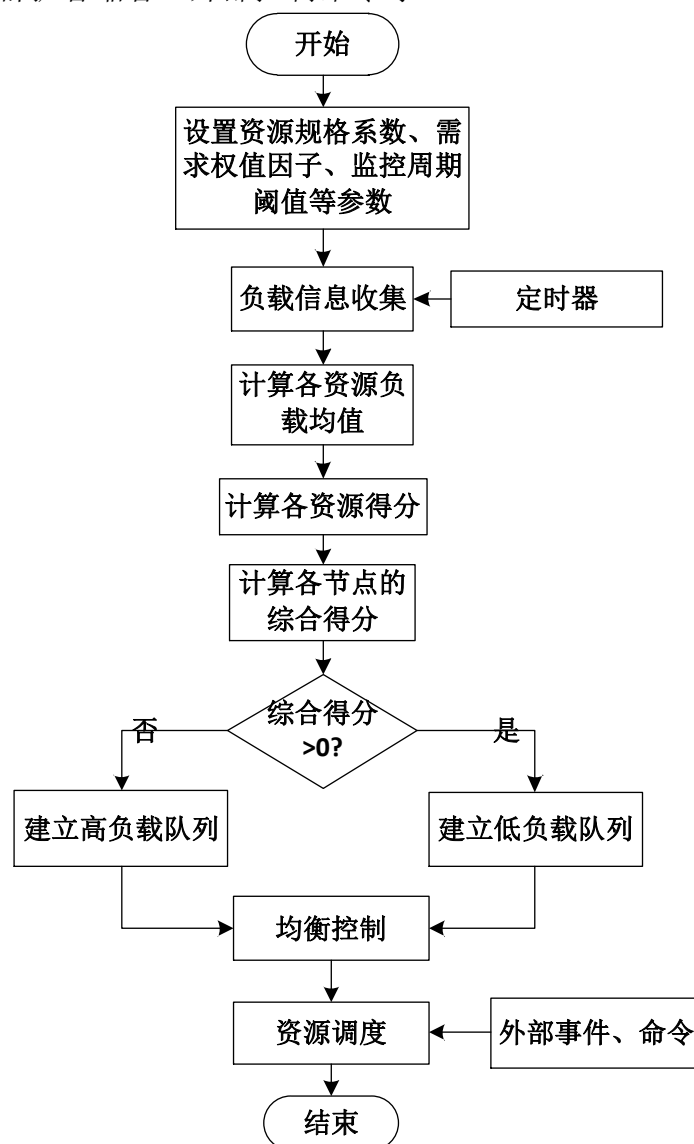 开始
设置资源规格系数、需
求权值因子、监控周期
阈值等参数
负载信息收集
定时器
计算各资源负
载均值
计算各资源得分
计算各节点的
综合得分
综合得分
>0?
否
是
建立高负载队列
建立低负载队列
均衡控制
资源调度
外部事件、命令
结束